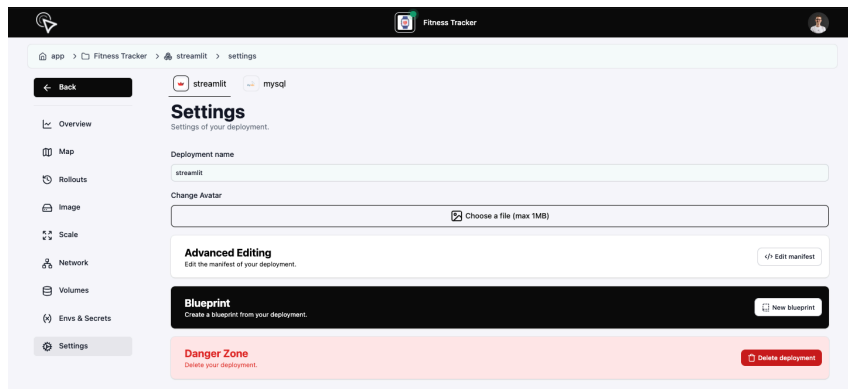 Fitness Tracker
app > Fitness Tracker > streamlit > settings
Back
Overview
Map
Rollouts
Image
Scale
Network
Volumes
Envs & Secrets
Settings
streamlit mysql
Settings
Settings of your deployment.
Deployment name
streamlit
Change Avatar
Choose a file (max 1MB)
Advanced Editing
Edit the manifest of your deployment.
</> Edit manifest
Blueprint
Create a blueprint from your deployment.
New blueprint
Danger Zone
Delete your deployment.
Delete deployment